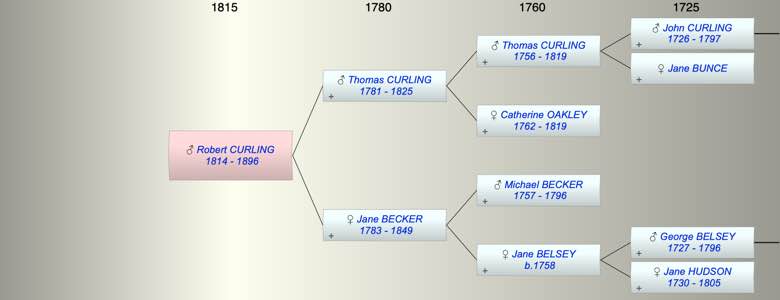 1815
1780
1760
1725
♂ John CURLING
1726 - 1797
+
♂ Thomas CURLING
1756 - 1819
+
♀ Jane BUNCE
+
♂ Thomas CURLING
1781 - 1825
+
♀ Catherine OAKLEY
1762 - 1819
+
♂ Robert CURLING
1814 - 1896
♂ Michael BECKER
1757 - 1796
+
♀ Jane BECKER
1783 - 1849
+
♂ George BELSEY
1727 - 1796
+
♀ Jane BELSEY
b.1758
+
♀ Jane HUDSON
1730 - 1805
+